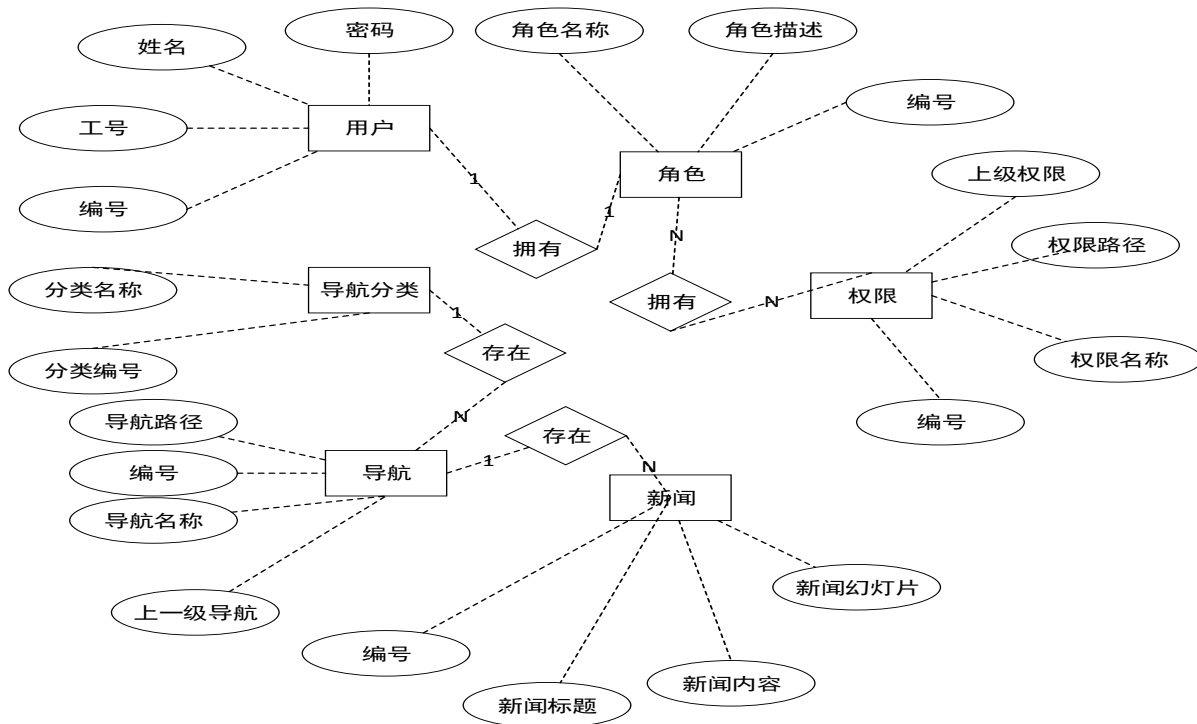 密码
角色名称
角色描述
姓名
编号
工号
用户
角色
上级权限
1
编号
1
N
拥有
权限路径
分类名称
导航分类
拥有
N
权限
1
存在
权限名称
分类编号
导航路径
N
存在
编号
1
编号
导航
N
新闻
导航名称
新闻幻灯片
上一级导航
编号
新闻内容
新闻标题